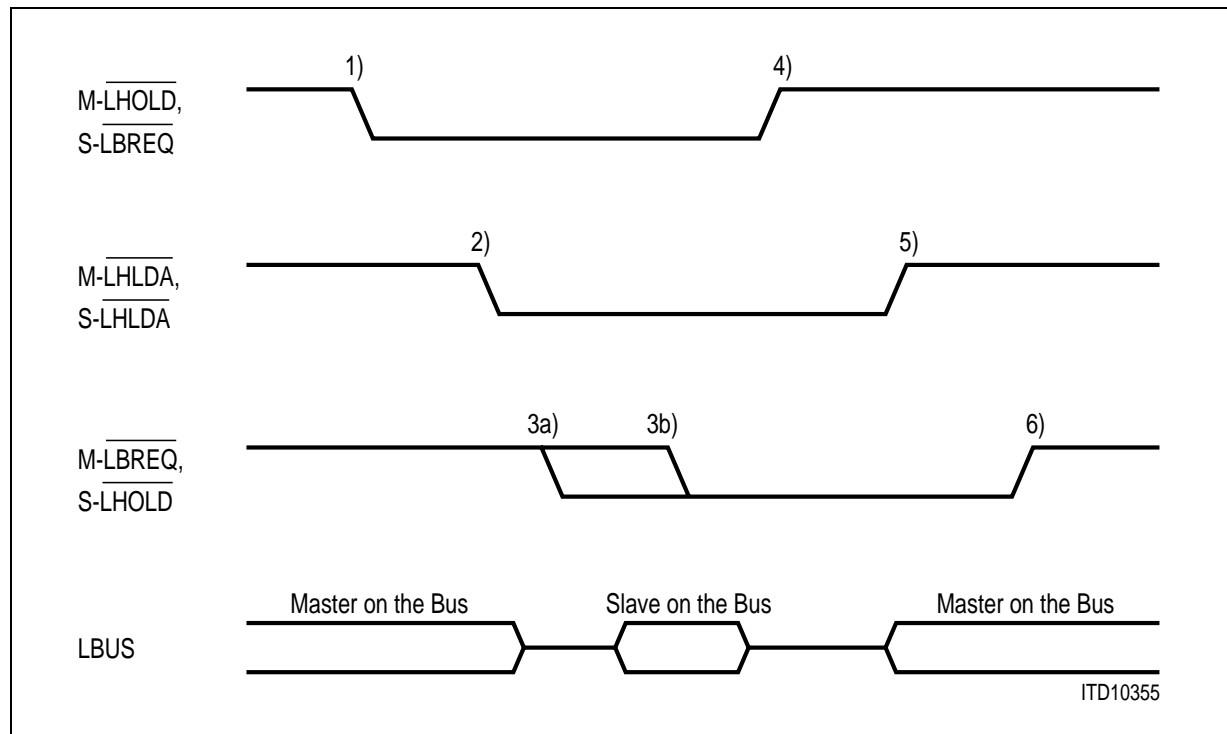 1) 4)
M-LHOLD,
S-LBREQ
2) 5)
M-LHLDA,
S-LHLDA
3a) 3b) 6)
M-LBREQ,
S-LHOLD
Master on the Bus Slave on the Bus Master on the Bus
LBUS
ITD10355